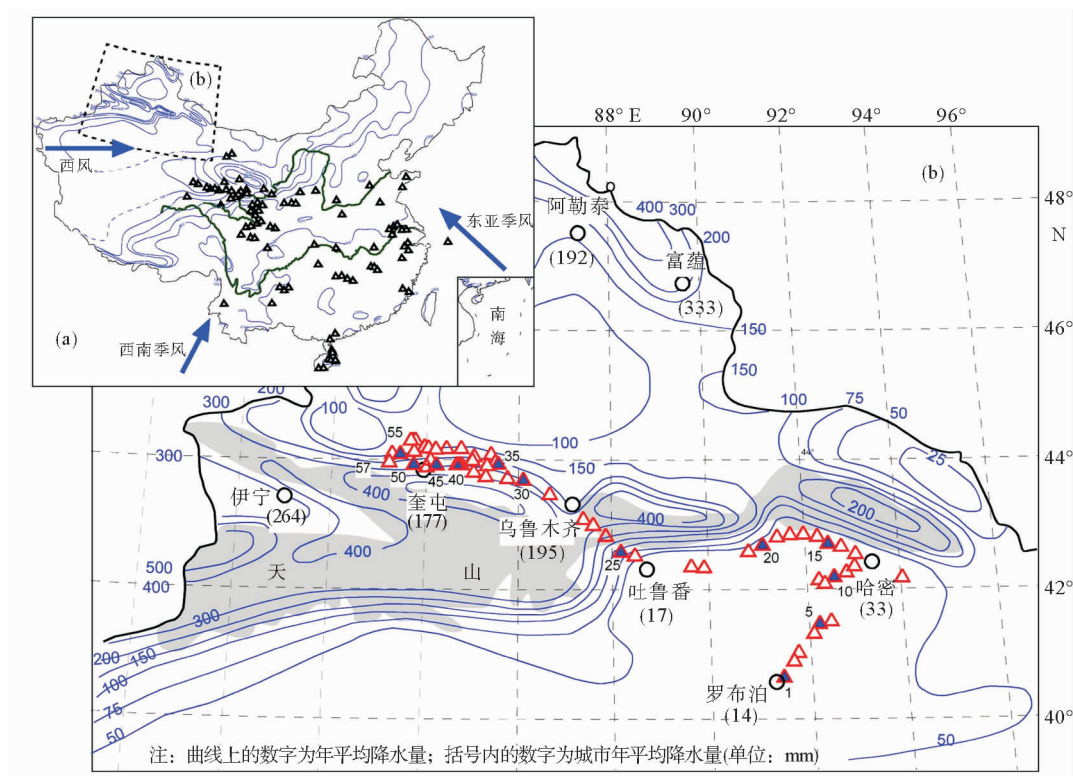 (b)
西风
东亚季风
(a)
西南季风
南
海
88° E
90°
92°
94°
96°
(b)
48°
N
46°
44°
42°
40°
阿勒泰
(192)
400
300
200
富蕴
(333)
150
150
100
75
50
25
200
100
300
100
150
55
35
57
50
45
40
30
300
400
400
400
伊宁
(264)
奎屯
(177)
乌鲁木齐
(195)
400
200
44°
500
400
天
山
25
吐鲁番
(17)
20
15
10
哈密
(33)
5
300
200
150
100
75
50
罗布泊
(14)
1
50
注：曲线上的数字为年平均降水量；括号内的数字为城市年平均降水量(单位：mm)